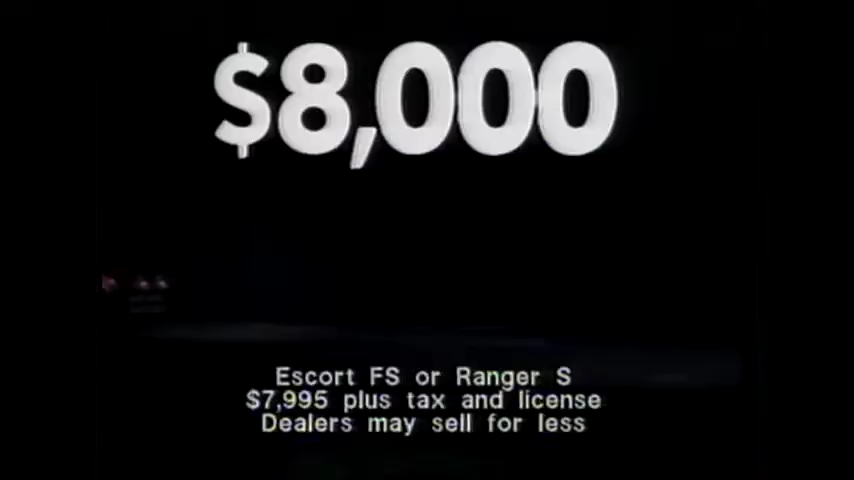 $8,000
Escort FS or Ranger S
$7,995 plus tax and license
Dealers may sell for less